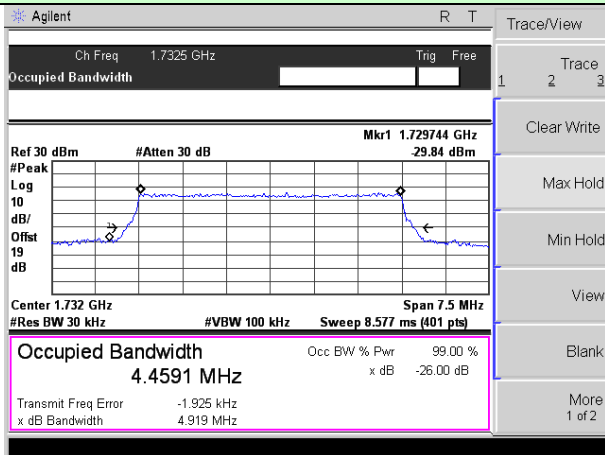 Agilent R T
Trace/View
Ch Freq 1.7325 GHz Trig Free
Occupied Bandwidth
Trace
1 2 3
Clear Write
Max Hold
Min Hold
View
Blank
More
1 of 2
Mkr1 1.729744 GHz
Ref 30 dBm #Atten 30 dB -29.84 dBm
#Peak
Log
10
dB/
Offst
19
dB
1
Center 1.732 GHz Span 7.5 MHz
#Res BW 30 kHz #VBW 100 kHz Sweep 8.577 ms (401 pts)
Occupied Bandwidth Occ BW % Pwr 99.00 %
4.4591 MHz x dB -26.00 dB
Transmit Freq Error -1.925 kHz
x dB Bandwidth 4.919 MHz